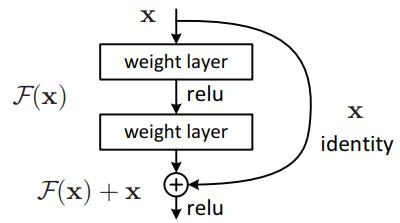 x
weight layer
relu
F(x)
weight layer
x
identity
F(x) + x
+
relu